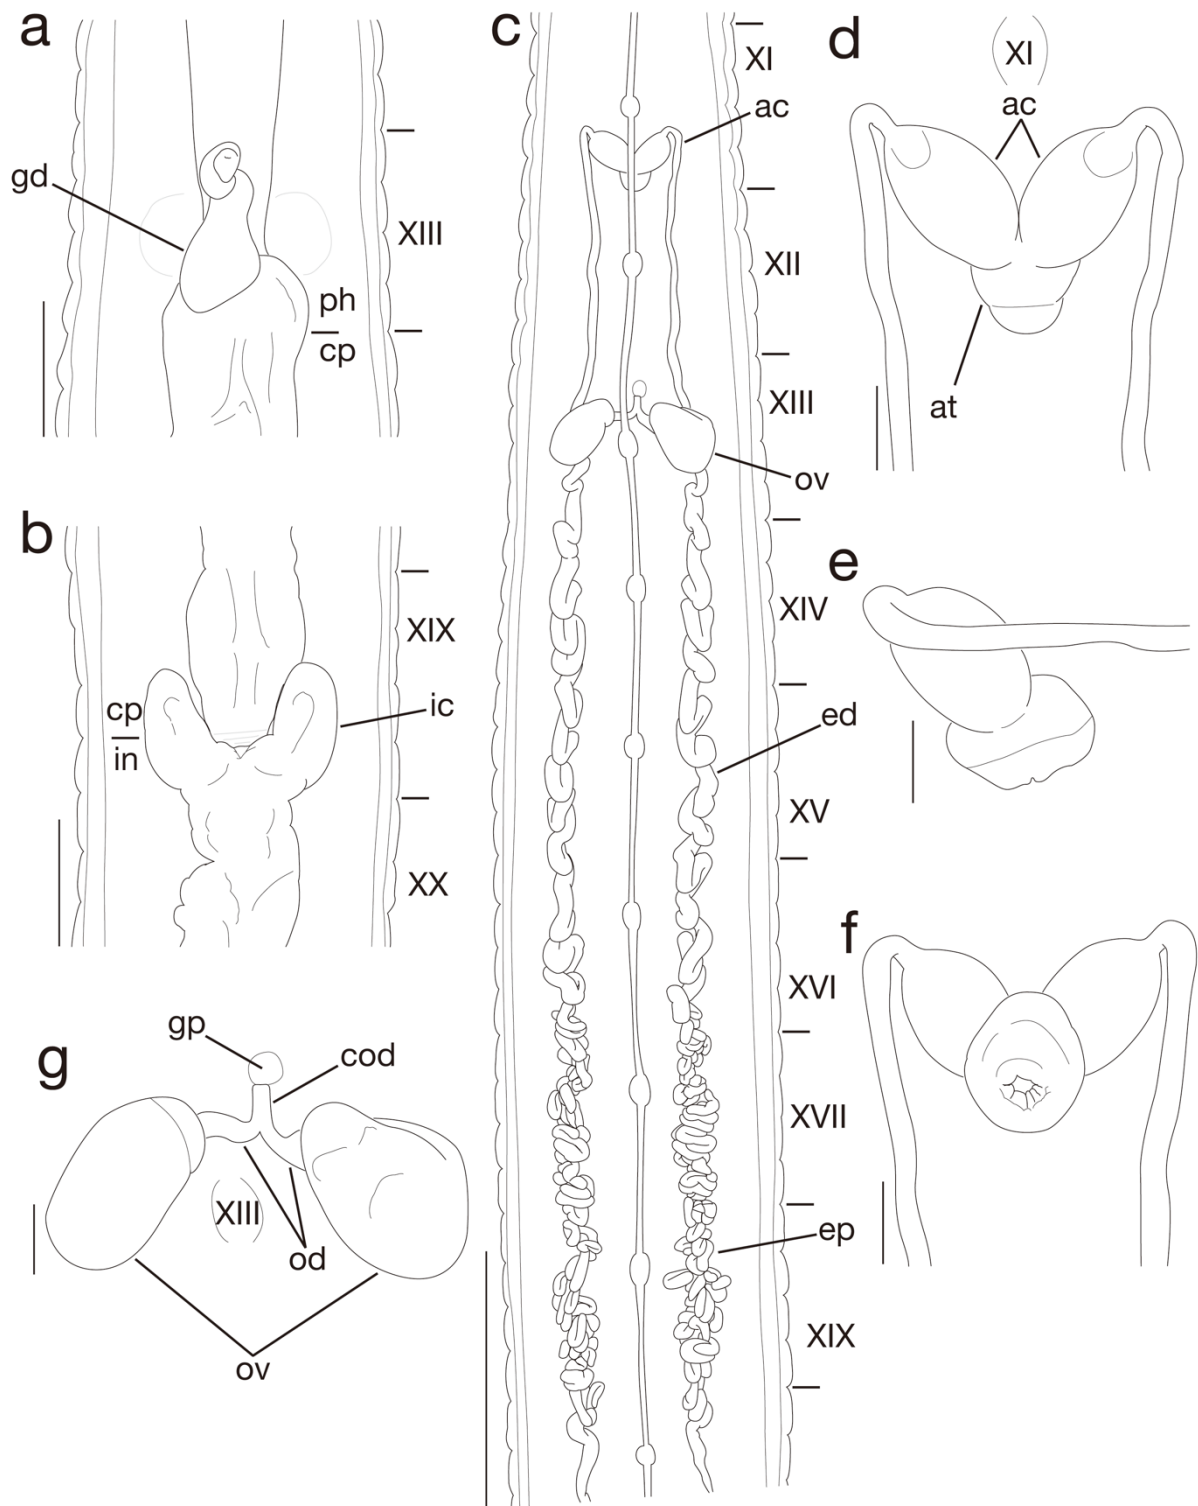 a
gd
XIII
ph
cp
b
XIX
cp
in
ic
XX
c
XI
ac
XII
XIII
ov
XIV
ed
XV
XVI
XVII
ep
XIX
d
XI
ac
at
e
f
g
gp
cod
XIII
od
ov